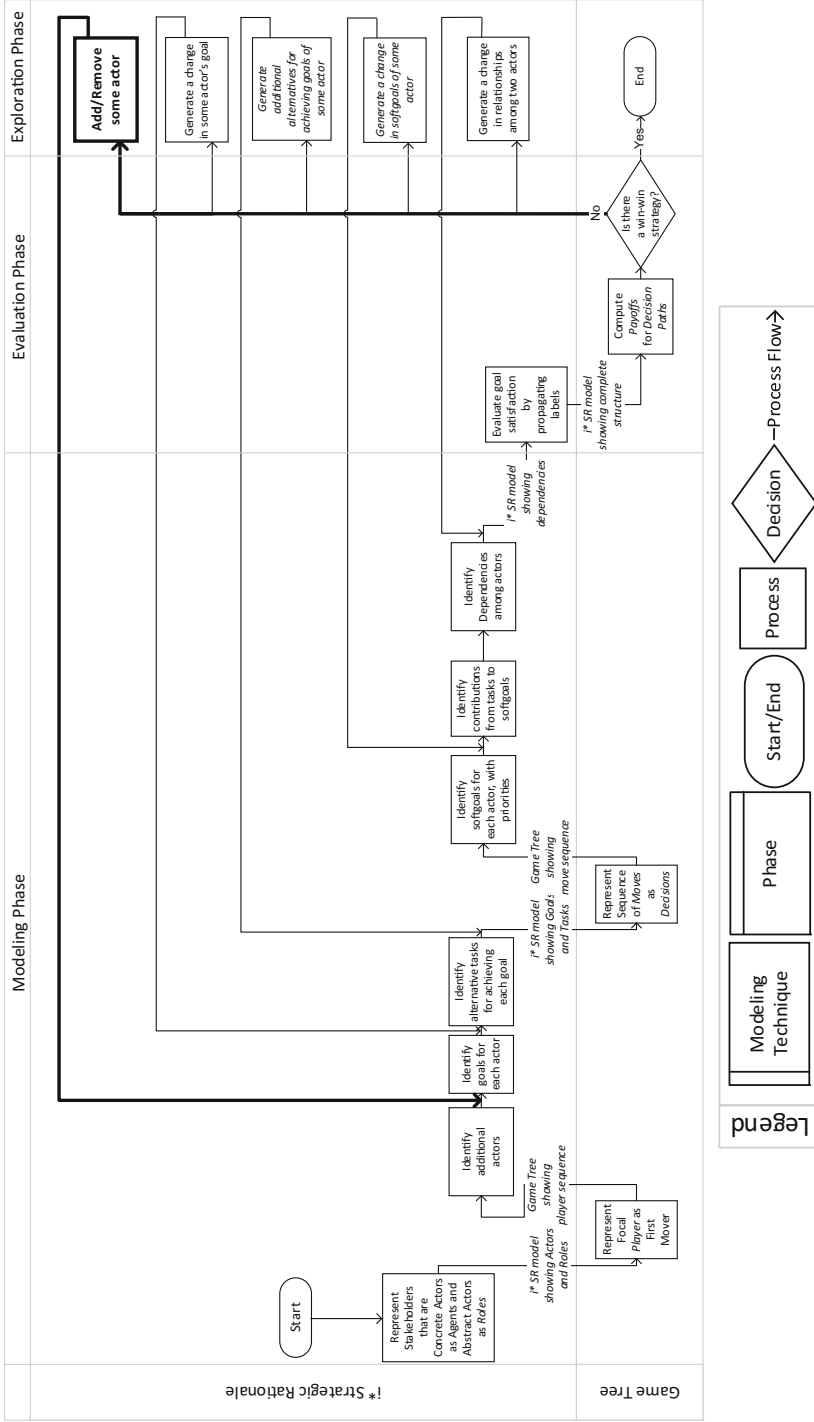 Modeling Phase
Evaluation Phase
Exploration Phase
i* Strategic Rationale
Game Tree
Start
Represent
Stakeholders
that are
Concrete Actors
as Agents and
Abstract Actors
as Roles
i* SR model
showing Actors
and Roles
Represent
Focal
Player as
First
Mover
Game Tree
showing
player sequence
Identify
additional
actors
Identify
goals for
each actor
Identify
alternative tasks
for achieving
each goal
i* SR model
showing Goals
and Tasks
Represent
Sequence
of Moves
as
Decisions
Game Tree
showing
move sequence
Identify
softgoals for
each actor, with
priorities
Identify
contributions
from tasks to
softgoals
Identify
Dependencies
among actors
i* SR model
showing
dependencies
Evaluate goal
satisfaction
by
propagating
labels
i* SR model
showing complete
structure
Compute
Payoffs
for Decision
Paths
Is there
a win-win
strategy?
No
Yes
End
Add/Remove
some actor
Generate a change
in some actor's goal
Generate
additional
alternatives for
achieving goals of
some actor
Generate a change
in softgoals of some
actor
Generate a change
in relationships
among two actors
Legend
Modeling
Technique
Phase
Start/End
Process
Decision
Process Flow